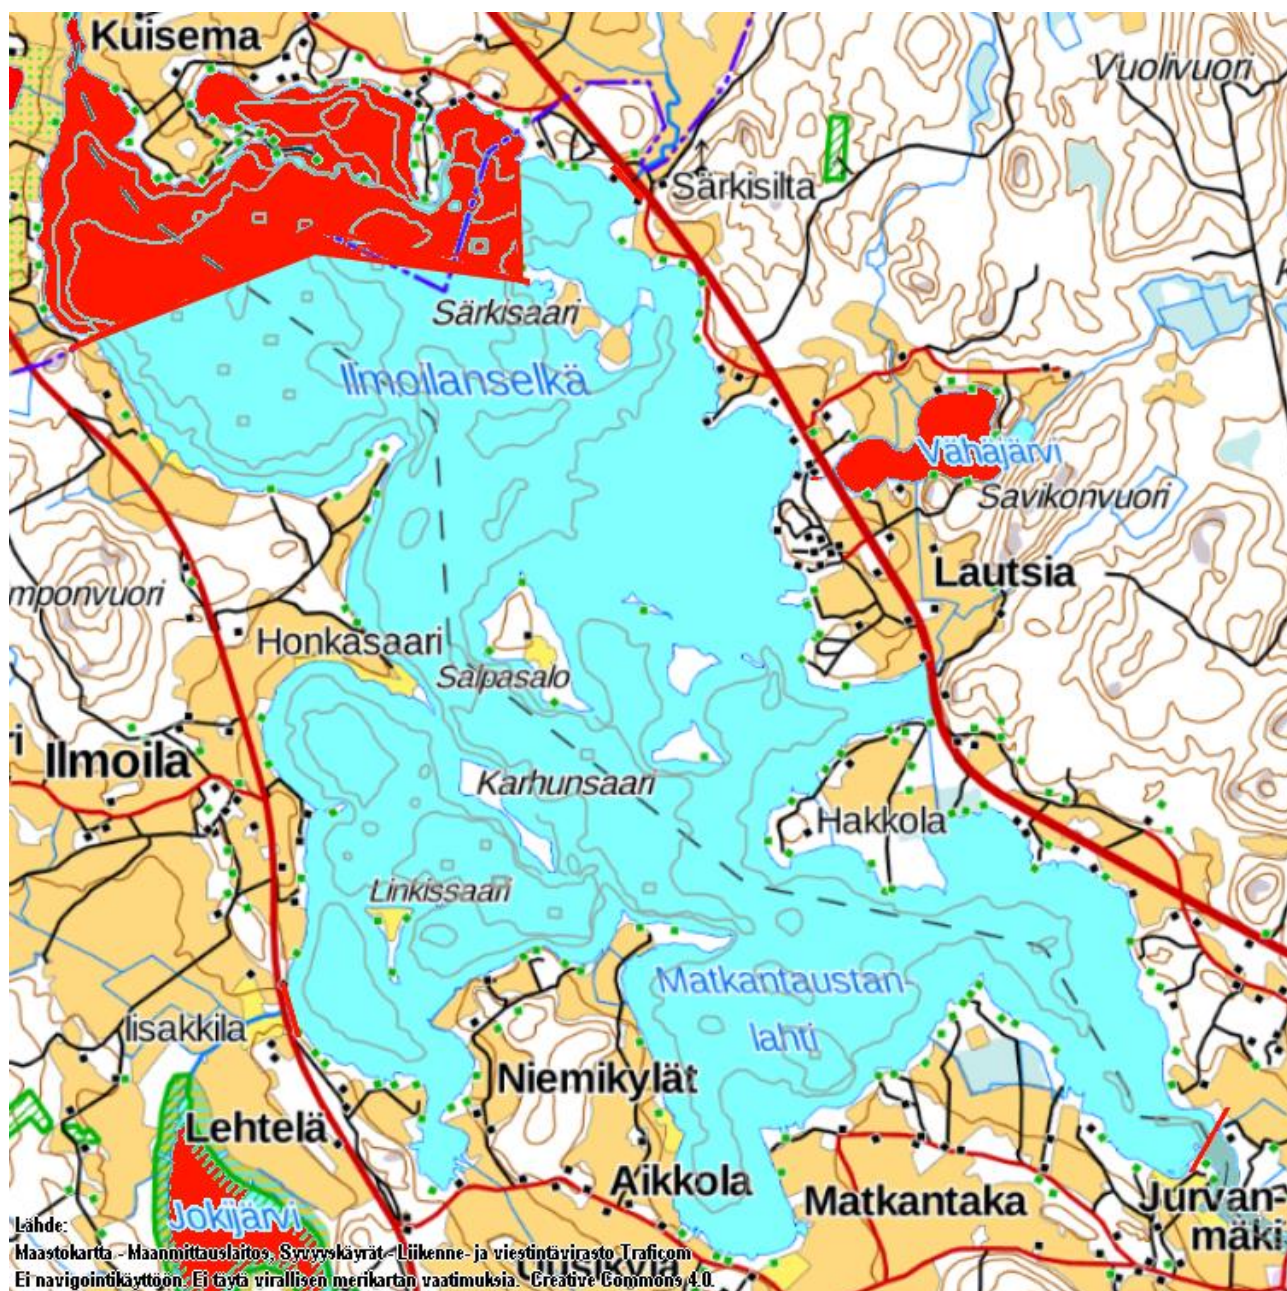 Kuisema
Vuolivuori
Särkisilta
Särkisaari
Ilmoilanselkä
Vähäjärvi
Savikonvuori
Lautsia
mponvuori
Honkasaari
Salpasalo
ri
Ilmoila
Karhunsaari
Hakkola
Linkissaari
Matkantaustan-
lahti
Iisakkila
Niemikylät
Lehtelä
Aikkola
Matkantaka
Jurvan-
mäki
Jokijärvi
Lähde:
Maastokartta - Maanmittauslaitos, Syvyyskäyrät - Liikenne- ja viestintävirasto Traficom
Uusikylä
Ei navigointikäyttöön. Ei täytä virallisen merikartan vaatimuksia. Creative Commons 4.0.